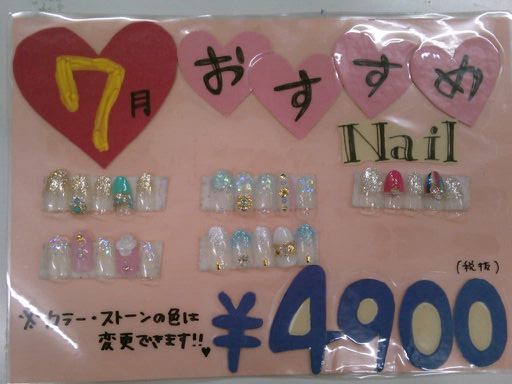 7月おすすめ
Nail
(税抜)
¥4900
※カラー・ストーンの色は
変更できます!!♥